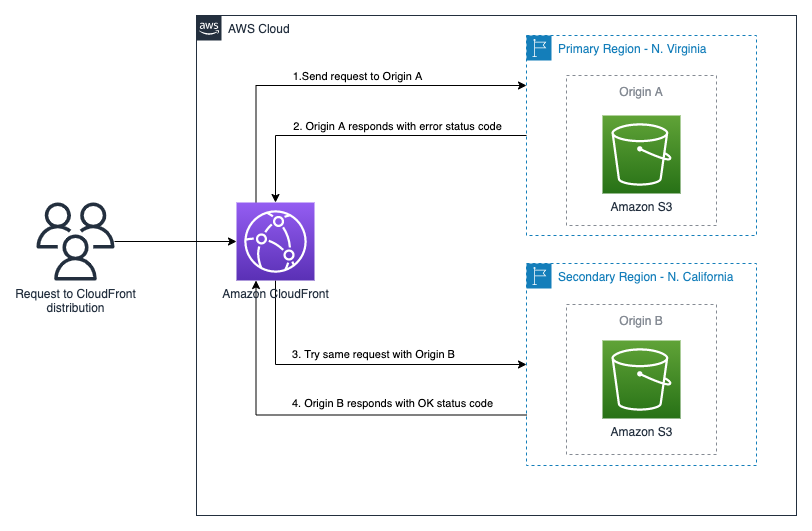 aws
AWS Cloud
Primary Region - N. Virginia
1.Send request to Origin A
Origin A
2. Origin A responds with error status code
Amazon S3
Request to CloudFront
distribution
Amazon CloudFront
Secondary Region - N. California
Origin B
3. Try same request with Origin B
4. Origin B responds with OK status code
Amazon S3